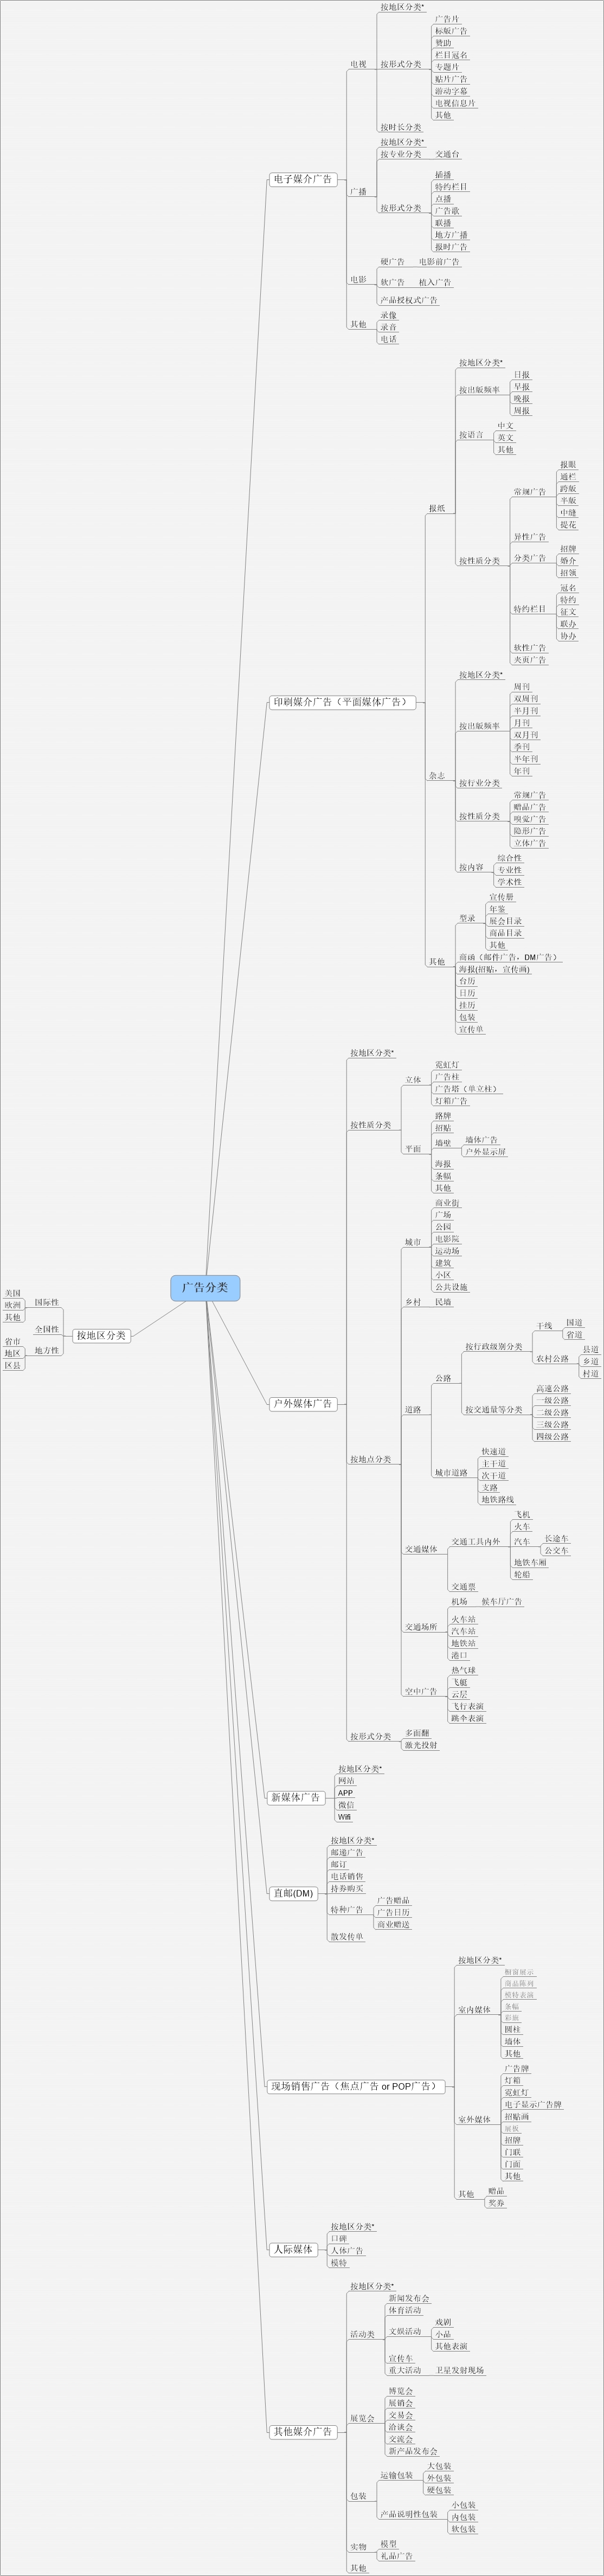 广告分类
按地区分类
国际性
美国
欧洲
其他
全国性
地方性
省市
地区
区县
电子媒介广告
电视
按地区分类*
按形式分类
广告片
标版广告
赞助
栏目冠名
专题片
贴片广告
游动字幕
电视信息片
其他
按时长分类
广播
按地区分类*
按专业分类
交通台
按形式分类
插播
特约栏目
点播
广告歌
联播
地方广播
报时广告
电影
硬广告
电影前广告
软广告
植入广告
产品授权式广告
其他
录像
录音
电话
印刷媒介广告（平面媒体广告）
报纸
按地区分类*
按出版频率
日报
早报
晚报
周报
按语言
中文
英文
其他
按性质分类
常规广告
报眼
通栏
跨版
半版
中缝
提花
异性广告
分类广告
招牌
婚介
招领
特约栏目
冠名
特约
征文
联办
协办
软性广告
夹页广告
杂志
按地区分类*
按出版频率
周刊
双周刊
半月刊
月刊
双月刊
季刊
半年刊
年刊
按行业分类
按性质分类
常规广告
赠品广告
嗅觉广告
隐形广告
立体广告
按内容
综合性
专业性
学术性
其他
型录
宣传册
年鉴
展会目录
商品目录
其他
商函（邮件广告，DM广告）
海报(招贴，宣传画)
台历
日历
挂历
包装
宣传单
户外媒体广告
按地区分类*
按性质分类
立体
霓虹灯
广告柱
广告塔（单立柱）
灯箱广告
平面
路牌
招贴
墙壁
墙体广告
户外显示屏
海报
条幅
其他
按地点分类
城市
商业街
广场
公园
电影院
运动场
建筑
小区
公共设施
乡村
民墙
道路
公路
按行政级别分类
干线
国道
省道
农村公路
县道
乡道
村道
按交通量等分类
高速公路
一级公路
二级公路
三级公路
四级公路
城市道路
快速道
主干道
次干道
支路
地铁路线
交通媒体
交通工具内外
飞机
火车
汽车
长途车
公交车
地铁车厢
轮船
交通票
交通场所
机场
候车厅广告
火车站
汽车站
地铁站
港口
空中广告
热气球
飞艇
云层
飞行表演
跳伞表演
按形式分类
多面翻
激光投射
新媒体广告
按地区分类*
网站
APP
微信
Wifi
直邮(DM)
按地区分类*
邮递广告
邮订
电话销售
持券购买
特种广告
广告赠品
广告日历
商业赠送
散发传单
现场销售广告（焦点广告 or POP广告）
按地区分类*
室内媒体
橱窗展示
商品陈列
模特表演
条幅
彩旗
圆柱
墙体
其他
室外媒体
广告牌
灯箱
霓虹灯
电子显示广告牌
招贴画
展板
招牌
门联
门面
其他
其他
赠品
奖券
人际媒体
按地区分类*
口碑
人体广告
模特
其他媒介广告
按地区分类*
活动类
新闻发布会
体育活动
文娱活动
戏剧
小品
其他表演
宣传车
重大活动
卫星发射现场
展览会
博览会
展销会
交易会
洽谈会
交流会
新产品发布会
包装
运输包装
大包装
外包装
硬包装
产品说明性包装
小包装
内包装
软包装
实物
模型
礼品广告
其他